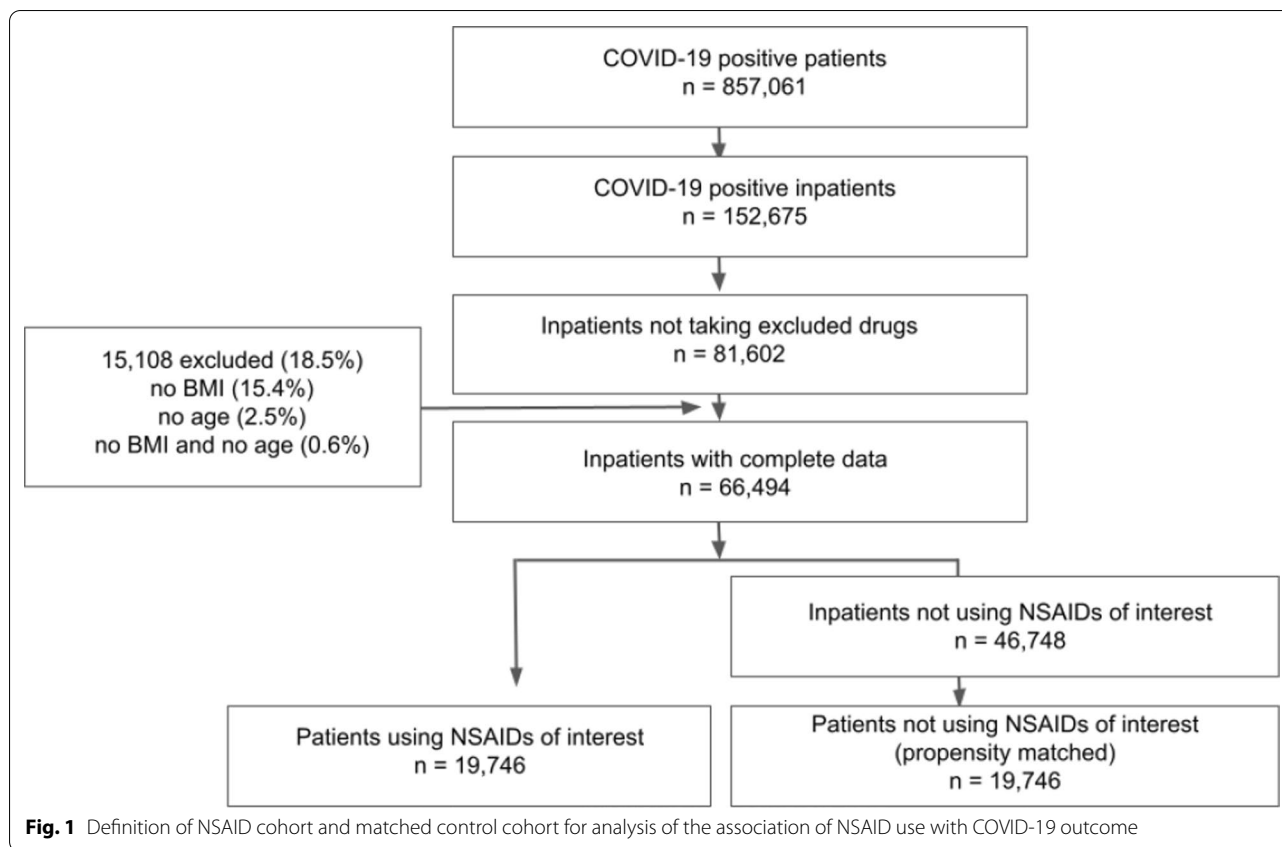 COVID-19 positive patients
n = 857,061
COVID-19 positive inpatients
n = 152,675
Inpatients not taking excluded drugs
n = 81,602
15,108 excluded (18.5%)
no BMI (15.4%)
no age (2.5%)
no BMI and no age (0.6%)
Inpatients with complete data
n = 66,494
Inpatients not using NSAIDs of interest
n = 46,748
Patients using NSAIDs of interest
n = 19,746
Patients not using NSAIDs of interest
(propensity matched)
n = 19,746
Fig. 1 Definition of NSAID cohort and matched control cohort for analysis of the association of NSAID use with COVID-19 outcome